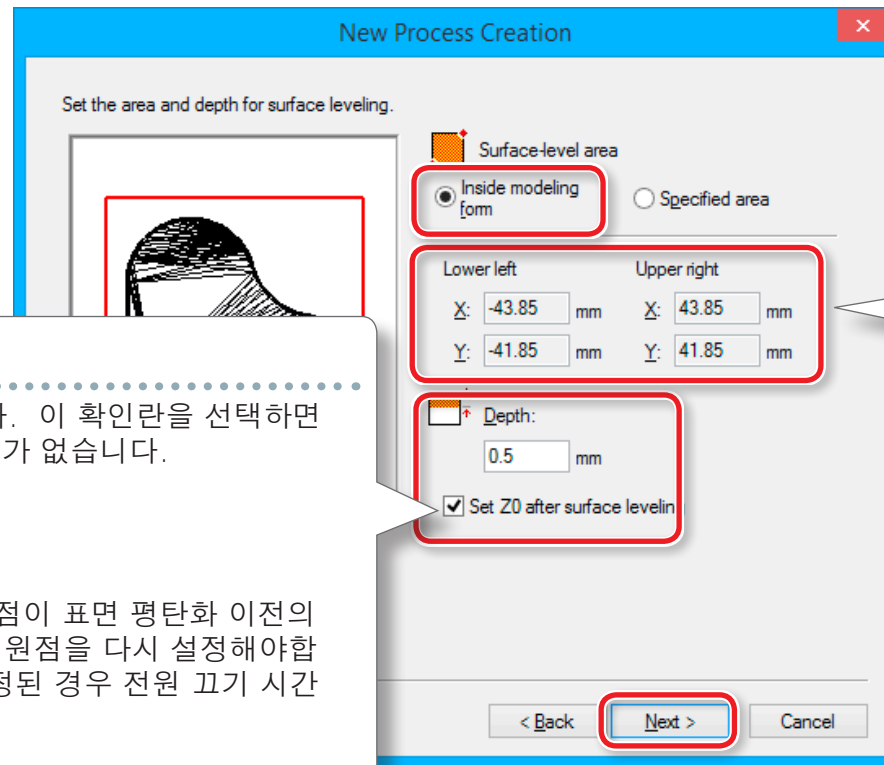 New Process Creation
Set the area and depth for surface leveling.
Surface-level area
Inside modeling
form
Specified area
Lower left Upper right
X: -43.85 mm X: 43.85 mm
Y: -41.85 mm Y: 41.85 mm
Depth:
0.5 mm
Set Z0 after surface levelin
. 이 확인란을 선택하면
가 없습니다.
점이 표면 평탄화 이전의
원점을 다시 설정해야합
정된 경우 전원 끄기 시간
< Back Next > Cancel